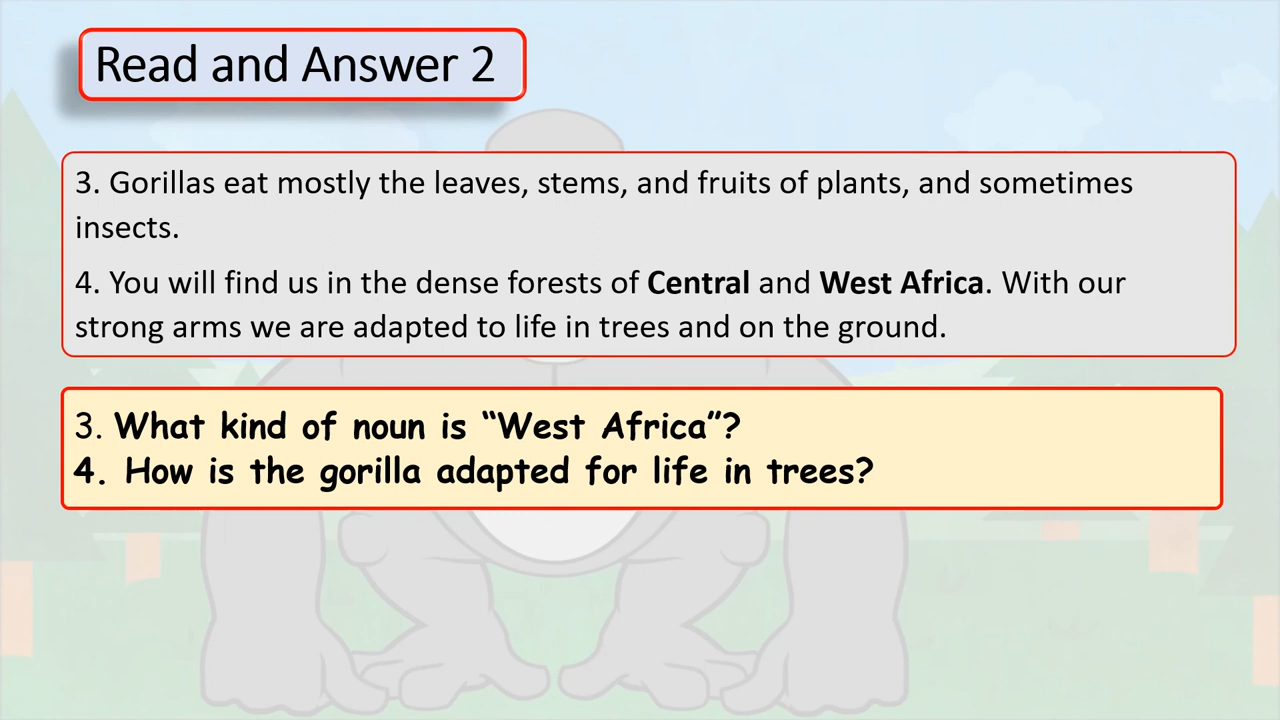 Read and Answer 2
3. Gorillas eat mostly the leaves, stems, and fruits of plants, and sometimes
insects.
4. You will find us in the dense forests of Central and West Africa. With our
strong arms we are adapted to life in trees and on the ground.
3. What kind of noun is “West Africa”?
4. How is the gorilla adapted for life in trees?